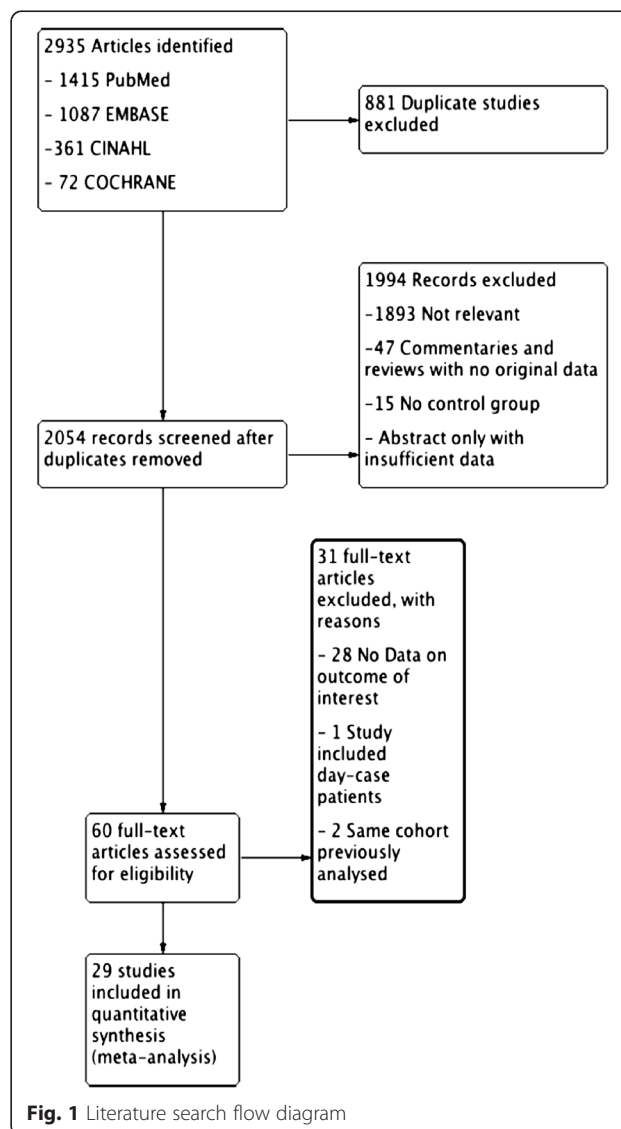 2935 Articles identified
- 1415 PubMed
- 1087 EMBASE
-361 CINAHL
- 72 COCHRANE
881 Duplicate studies
excluded
1994 Records excluded
-1893 Not relevant
-47 Commentaries and
reviews with no original data
-15 No control group
- Abstract only with
insufficient data
2054 records screened after
duplicates removed
31 full-text
articles
excluded, with
reasons
- 28 No Data on
outcome of
interest
- 1 Study
included
day-case
patients
- 2 Same cohort
previously
analysed
60 full-text
articles assessed
for eligibility
29 studies
included in
quantitative
synthesis
(meta-analysis)
Fig. 1 Literature search flow diagram